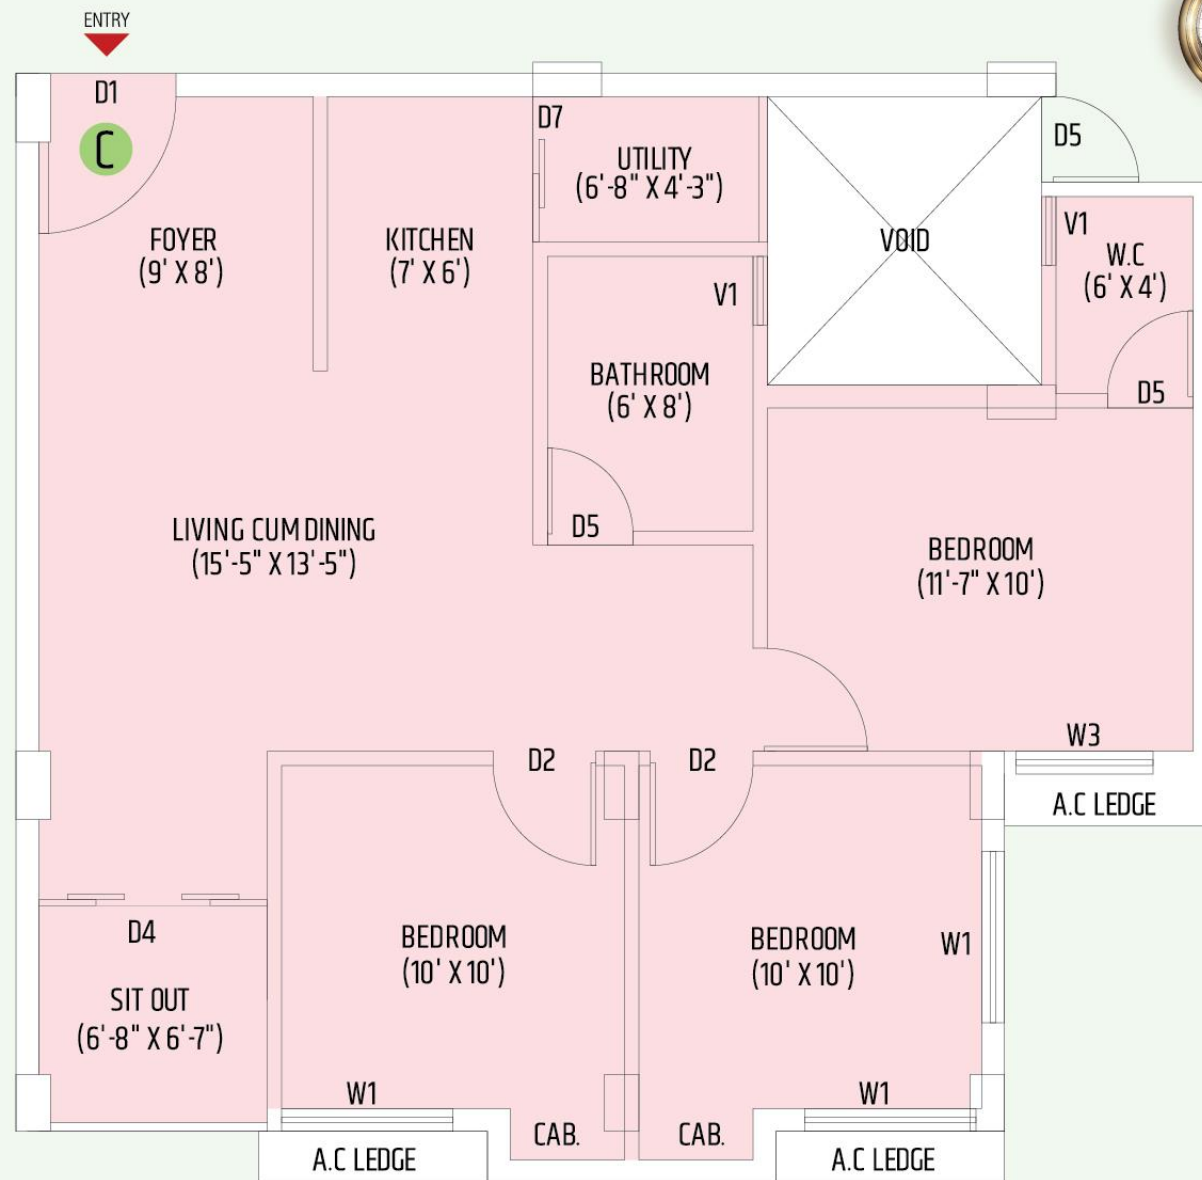 ENTRY
D1
C
D7
UTILITY
(6'-8" X 4'-3")
D5
FOYER
(9' X 8')
KITCHEN
(7' X 6')
VOID
V1
W.C
(6' X 4')
V1
BATHROOM
(6' X 8')
D5
D5
LIVING CUM DINING
(15'-5" X 13'-5")
BEDROOM
(11'-7" X 10')
D2
D2
W3
A.C LEDGE
D4
SIT OUT
(6'-8" X 6'-7")
BEDROOM
(10' X 10')
BEDROOM
(10' X 10')
W1
W1
W1
CAB.
CAB.
A.C LEDGE
A.C LEDGE